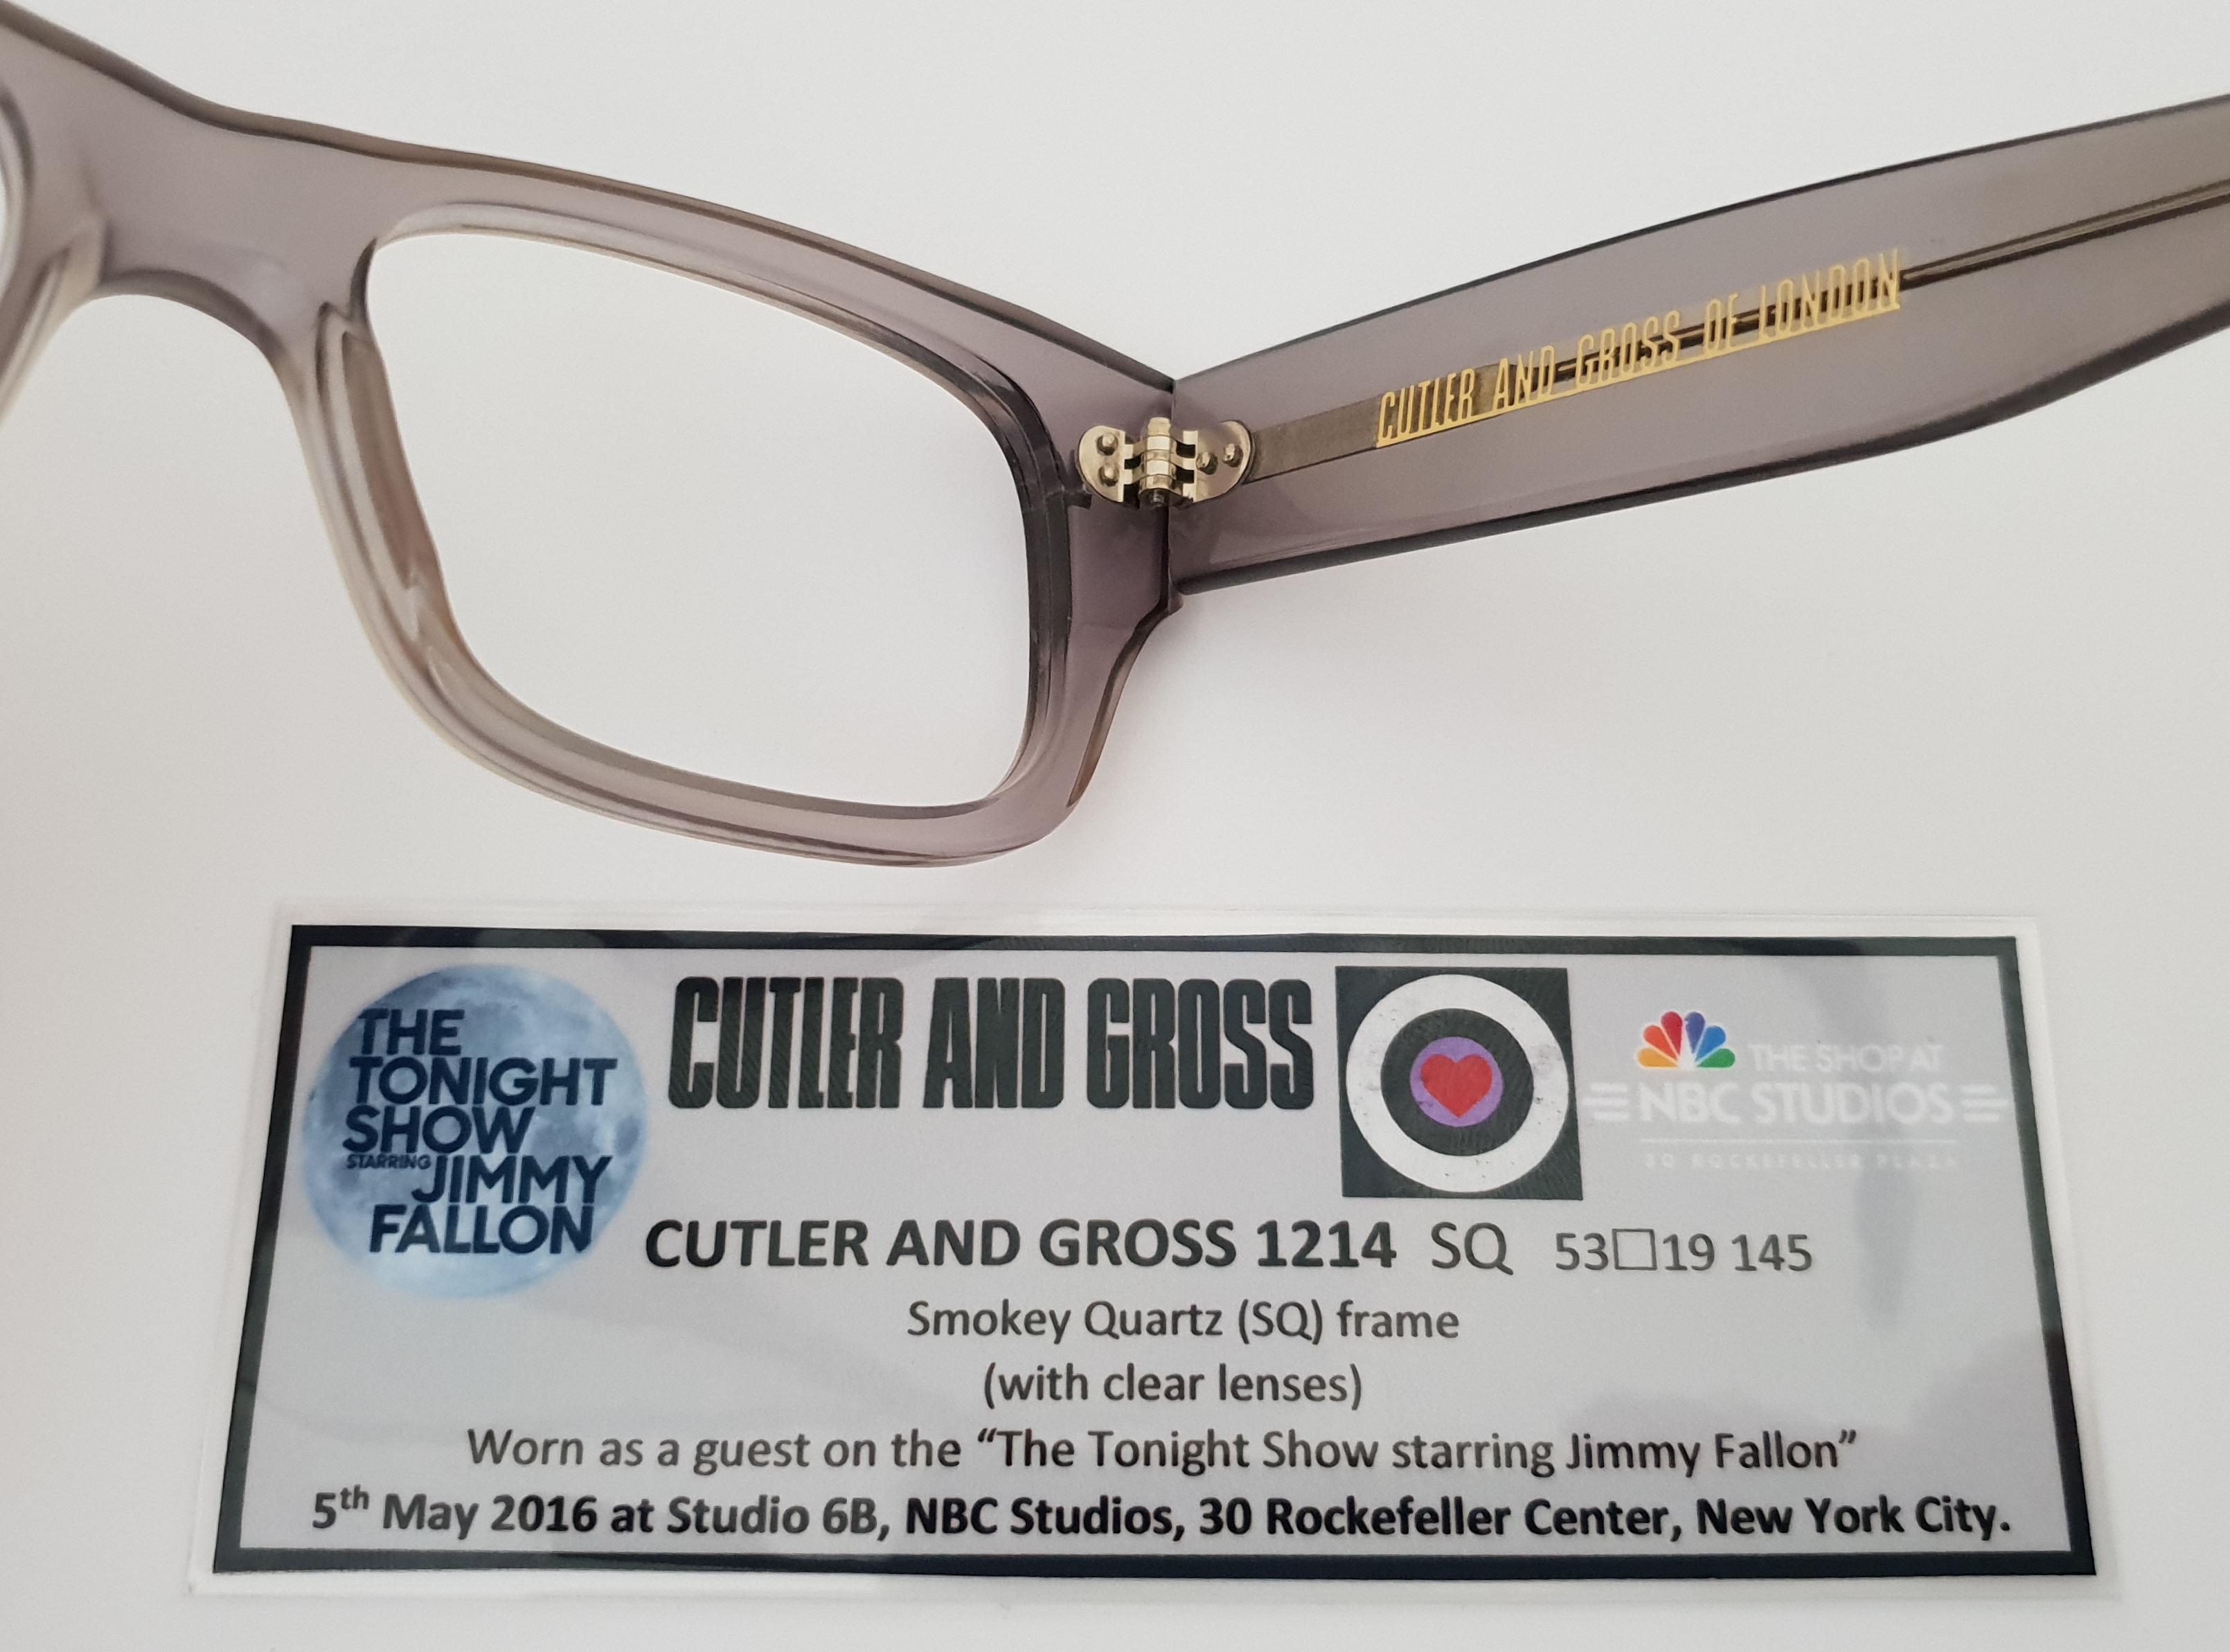 CUTLER AND GROSS OF LONDON
THE
TONIGHT
SHOW
STARRING JIMMY
FALLON
CUTLER AND GROSS
THE SHOP AT
NBC STUDIOS
30 ROCKEFELLER PLAZA
CUTLER AND GROSS 1214 SQ 53□19 145
Smokey Quartz (SQ) frame
(with clear lenses)
Worn as a guest on the “The Tonight Show starring Jimmy Fallon”
5th May 2016 at Studio 6B, NBC Studios, 30 Rockefeller Center, New York City.